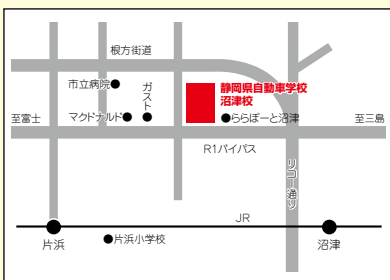 根方街道
市立病院
ガスト
静岡県自動車学校
沼津校
マクドナルド
ららぽーと沼津
至富士
至三島
R1バイパス
リコー通り
JR
片浜
片浜小学校
沼津